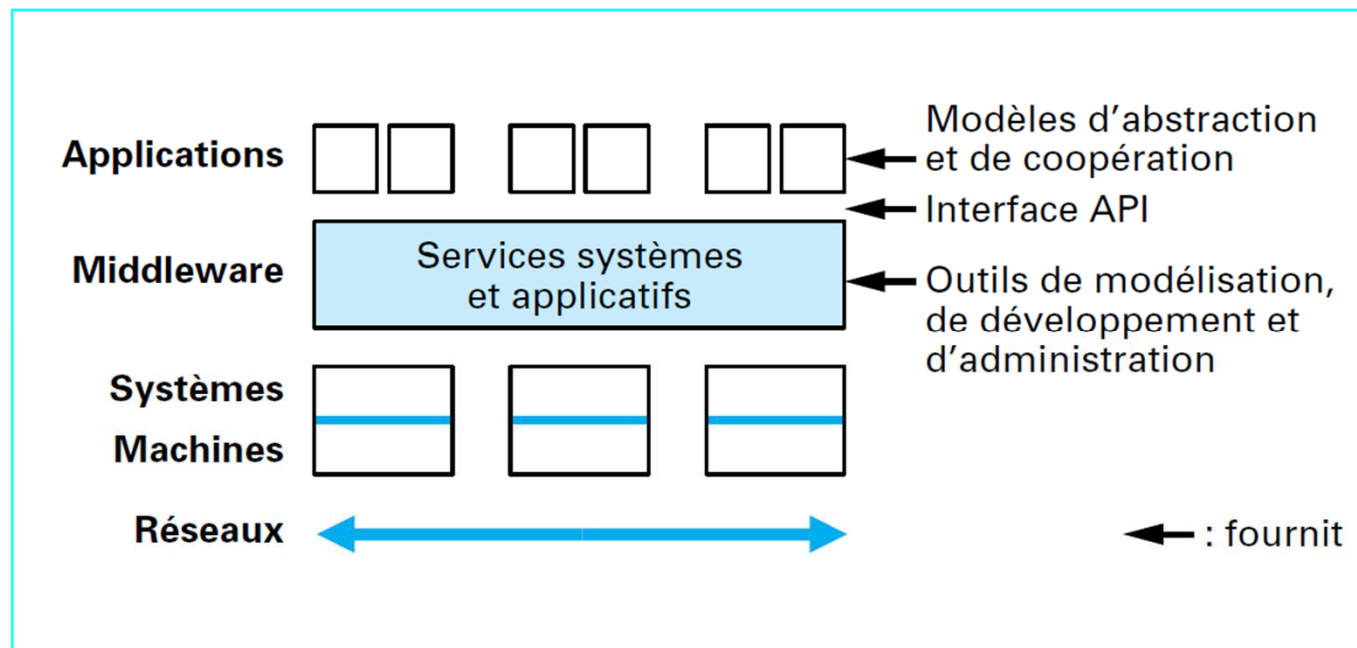 Applications
Modèles d’abstraction
et de coopération
Interface API
Middleware
Services systèmes
et applicatifs
Outils de modélisation,
de développement et
d’administration
Systèmes
Machines
Réseaux
: fournit